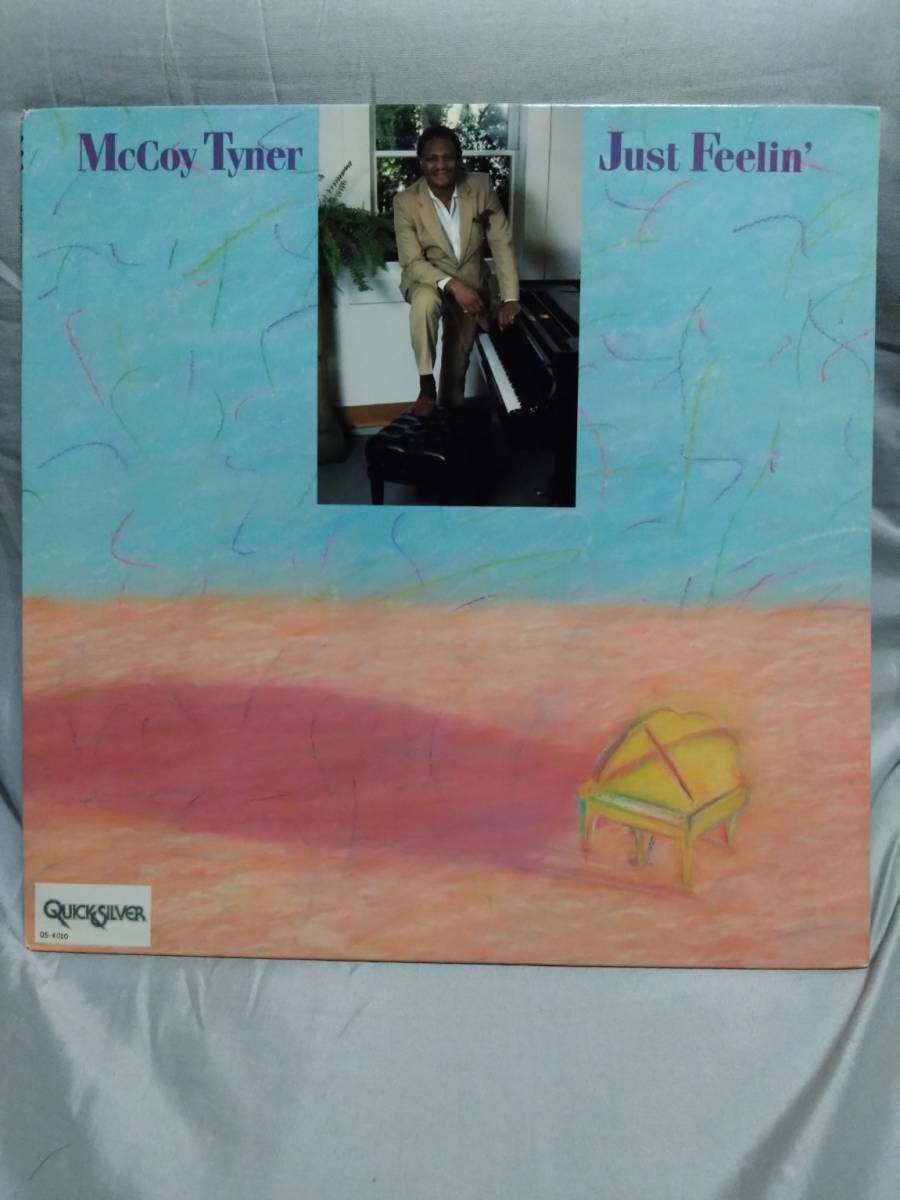 McCoy Tyner
Just Feelin'
QUICKSILVER
QS-4010